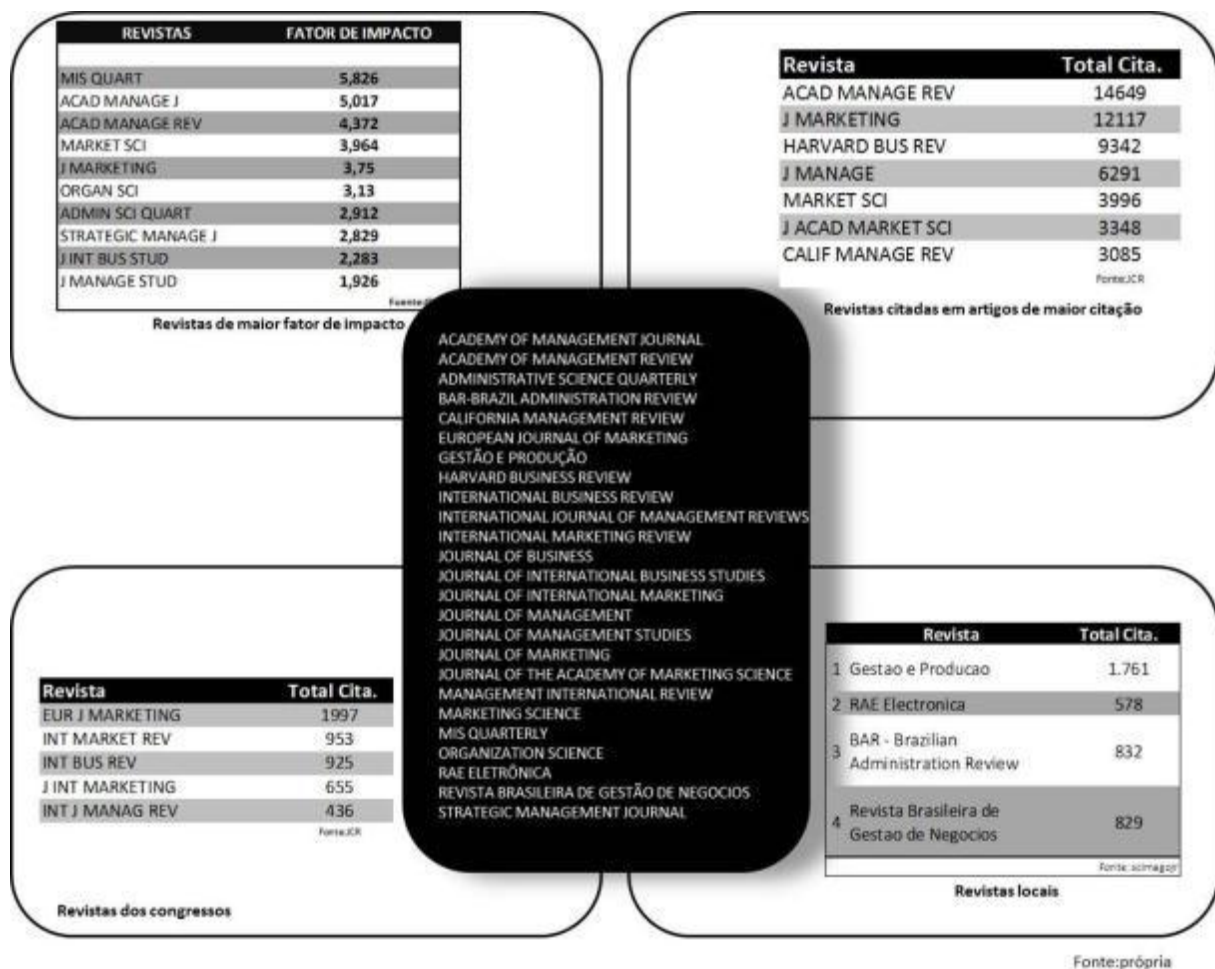 REVISTAS FATOR DE IMPACTO
MIS QUART 5,826
ACAD MANAGE J 5,017
ACAD MANAGE REV 4,372
MARKET SCI 3,964
J MARKETING 3,75
ORGAN SCI 3,13
ADMIN SCI QUART 2,912
STRATEGIC MANAGE J 2,829
J INT BUS STUD 2,283
J MANAGE STUD 1,926
Revistas de maior fator de impacto
Revista Total Cita.
ACAD MANAGE REV 14649
J MARKETING 12117
HARVARD BUS REV 9342
J MANAGE 6291
MARKET SCI 3996
J ACAD MARKET SCI 3348
CALIF MANAGE REV 3085
Fonte:JCR
Revistas citadas em artigos de maior citação
ACADEMY OF MANAGEMENT JOURNAL
ACADEMY OF MANAGEMENT REVIEW
ADMINISTRATIVE SCIENCE QUARTERLY
BAR-BRAZIL ADMINISTRATION REVIEW
CALIFORNIA MANAGEMENT REVIEW
EUROPEAN JOURNAL OF MARKETING
GESTÃO E PRODUÇÃO
HARVARD BUSINESS REVIEW
INTERNATIONAL BUSINESS REVIEW
INTERNATIONAL JOURNAL OF MANAGEMENT REVIEWS
INTERNATIONAL MARKETING REVIEW
JOURNAL OF BUSINESS
JOURNAL OF INTERNATIONAL BUSINESS STUDIES
JOURNAL OF INTERNATIONAL MARKETING
JOURNAL OF MANAGEMENT
JOURNAL OF MANAGEMENT STUDIES
JOURNAL OF MARKETING
JOURNAL OF THE ACADEMY OF MARKETING SCIENCE
MANAGEMENT INTERNATIONAL REVIEW
MARKETING SCIENCE
MIS QUARTERLY
ORGANIZATION SCIENCE
RAE ELETRÔNICA
REVISTA BRASILEIRA DE GESTÃO DE NEGOCIOS
STRATEGIC MANAGEMENT JOURNAL
Revista Total Cita.
EUR J MARKETING 1997
INT MARKET REV 953
INT BUS REV 925
J INT MARKETING 655
INT J MANAG REV 436
Fonte:JCR
Revistas dos congressos
Revista Total Cita.
1 Gestao e Producao 1.761
2 RAE Electronica 578
3 BAR - Brazilian
Administration Review 832
4 Revista Brasileira de
Gestao de Negocios 829
Fonte: scimagojr
Revistas locais
Fonte:própria